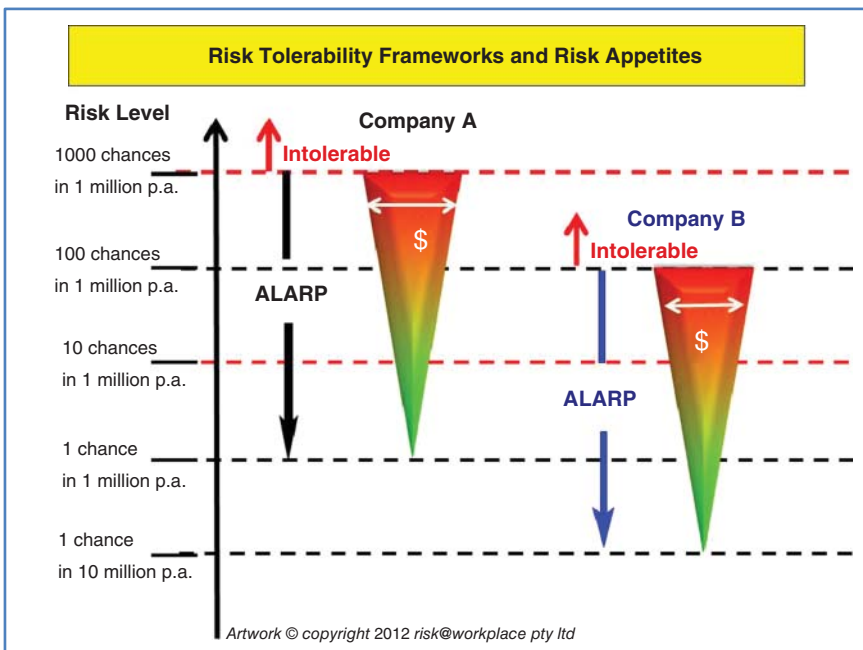 Risk Tolerability Frameworks and Risk Appetites
Risk Level
Company A
1000 chances
in 1 million p.a.
Intolerable
$
Company B
100 chances
in 1 million p.a.
Intolerable
ALARP
$
10 chances
in 1 million p.a.
ALARP
1 chance
in 1 million p.a.
1 chance
in 10 million p.a.
Artwork © copyright 2012 risk@workplace pty ltd